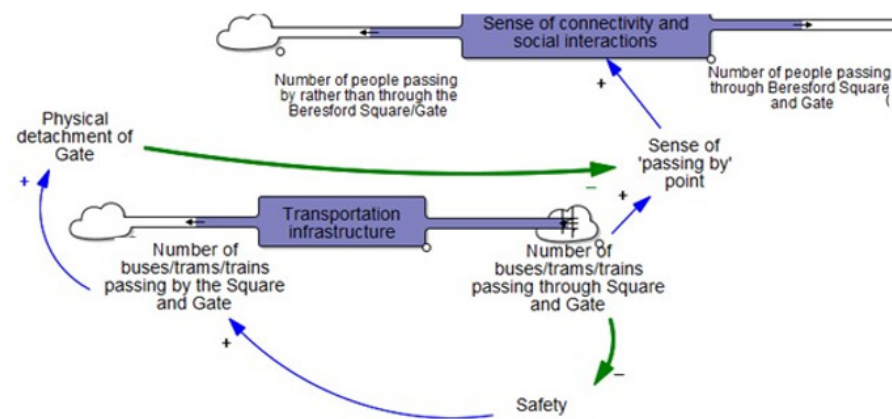 Sense of connectivity and
social interactions
Number of people passing
by rather than through the
Beresford Square/Gate
Number of people passing
through Beresford Square
and Gate
(
+
Physical
detachment of
Gate
Sense of
'passing by'
point
+
–
+
Transportation
infrastructure
Number of
buses/trams/trains
passing by the Square
and Gate
Number of
buses/trams/trains
passing through Square
and Gate
+
–
Safety